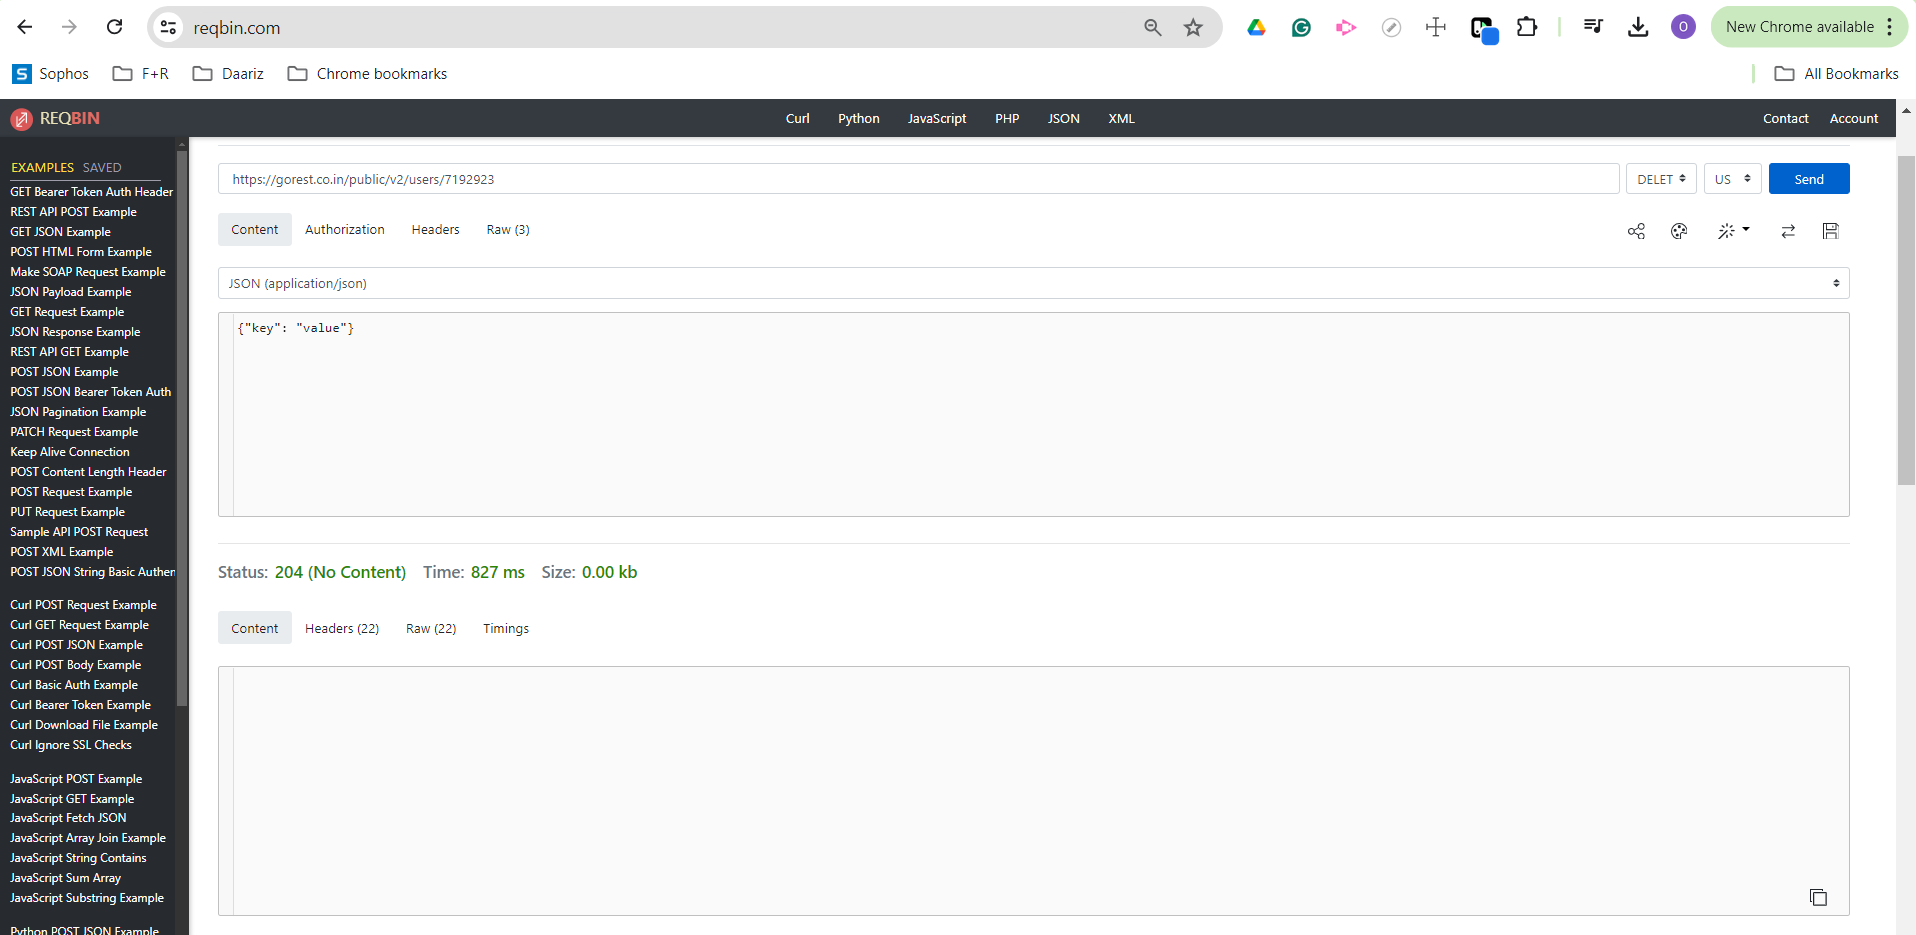 reqbin.com
O
New Chrome available
S Sophos F+R Daariz Chrome bookmarks All Bookmarks
REQBIN Curl Python JavaScript PHP JSON XML Contact Account
EXAMPLES SAVED
GET Bearer Token Auth Header
REST API POST Example
GET JSON Example
POST HTML Form Example
Make SOAP Request Example
JSON Payload Example
GET Request Example
JSON Response Example
REST API GET Example
POST JSON Example
POST JSON Bearer Token Auth
JSON Pagination Example
PATCH Request Example
Keep Alive Connection
POST Content Length Header
POST Request Example
PUT Request Example
Sample API POST Request
POST XML Example
POST JSON String Basic Authen
Curl POST Request Example
Curl GET Request Example
Curl POST JSON Example
Curl POST Body Example
Curl Basic Auth Example
Curl Bearer Token Example
Curl Download File Example
Curl Ignore SSL Checks
JavaScript POST Example
JavaScript GET Example
JavaScript Fetch JSON
JavaScript Array Join Example
JavaScript String Contains
JavaScript Sum Array
JavaScript Substring Example
Python POST JSON Example
https://gorest.co.in/public/v2/users/7192923 DELET US Send
Content Authorization Headers Raw (3)
JSON (application/json)
{"key": "value"}
Status: 204 (No Content) Time: 827 ms Size: 0.00 kb
Content Headers (22) Raw (22) Timings